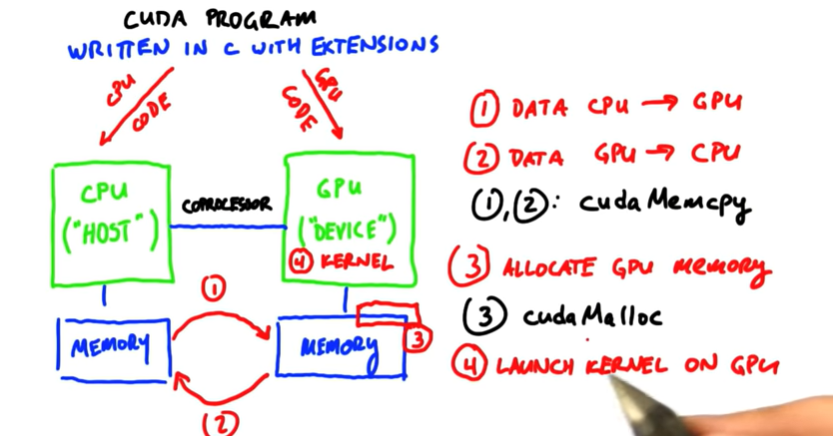 CUDA PROGRAM
WRITTEN IN C WITH EXTENSIONS
CPU
CODE
GPU
CODE
CPU
("HOST")
COPROCESSOR
GPU
("DEVICE")
④ KERNEL
①
MEMORY
MEMORY
③
②
① DATA CPU → GPU
② DATA GPU → CPU
①,②: cudaMemcpy
③ ALLOCATE GPU MEMORY
③ cudaMalloc
④ LAUNCH KERNEL ON GPU